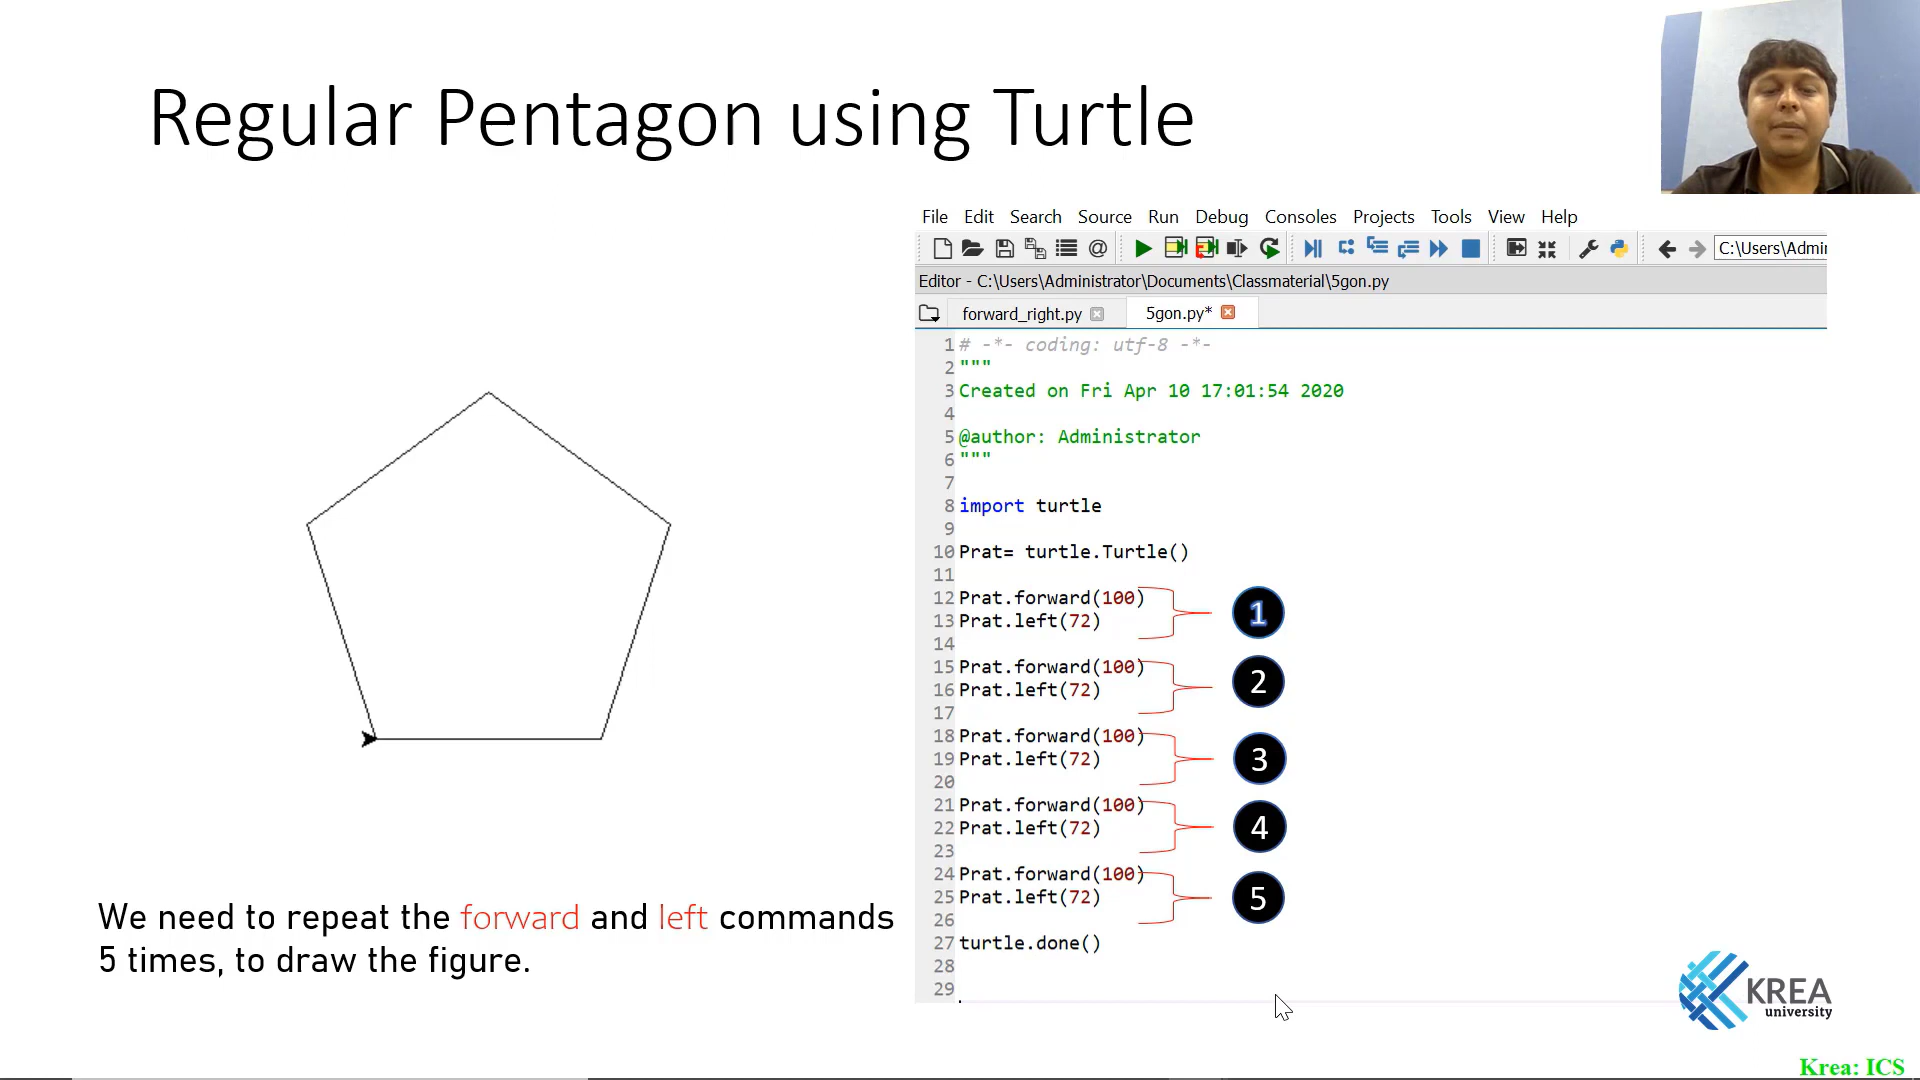 Regular Pentagon using Turtle
File Edit Search Source Run Debug Consoles Projects Tools View Help
C:\Users\Admin
Editor - C:\Users\Administrator\Documents\Classmaterial\5gon.py
forward_right.py 5gon.py*
1 # -*- coding: utf-8 -*-
2 """
3 Created on Fri Apr 10 17:01:54 2020
4
5 @author: Administrator
6 """
7
8 import turtle
9
10 Prat= turtle.Turtle()
11
12 Prat.forward(100)
13 Prat.left(72)
1
14
15 Prat.forward(100)
16 Prat.left(72)
2
17
18 Prat.forward(100)
19 Prat.left(72)
3
20
21 Prat.forward(100)
22 Prat.left(72)
4
23
24 Prat.forward(100)
25 Prat.left(72)
5
26
27 turtle.done()
28
29
We need to repeat the forward and left commands
5 times, to draw the figure.
KREA
university
Krea: ICS